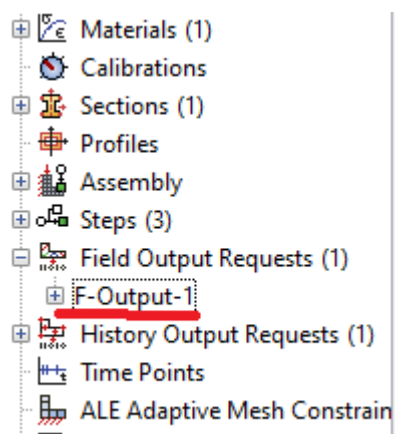 Materials (1)
Calibrations
Sections (1)
Profiles
Assembly
Steps (3)
Field Output Requests (1)
F-Output-1
History Output Requests (1)
Time Points
ALE Adaptive Mesh Constrain